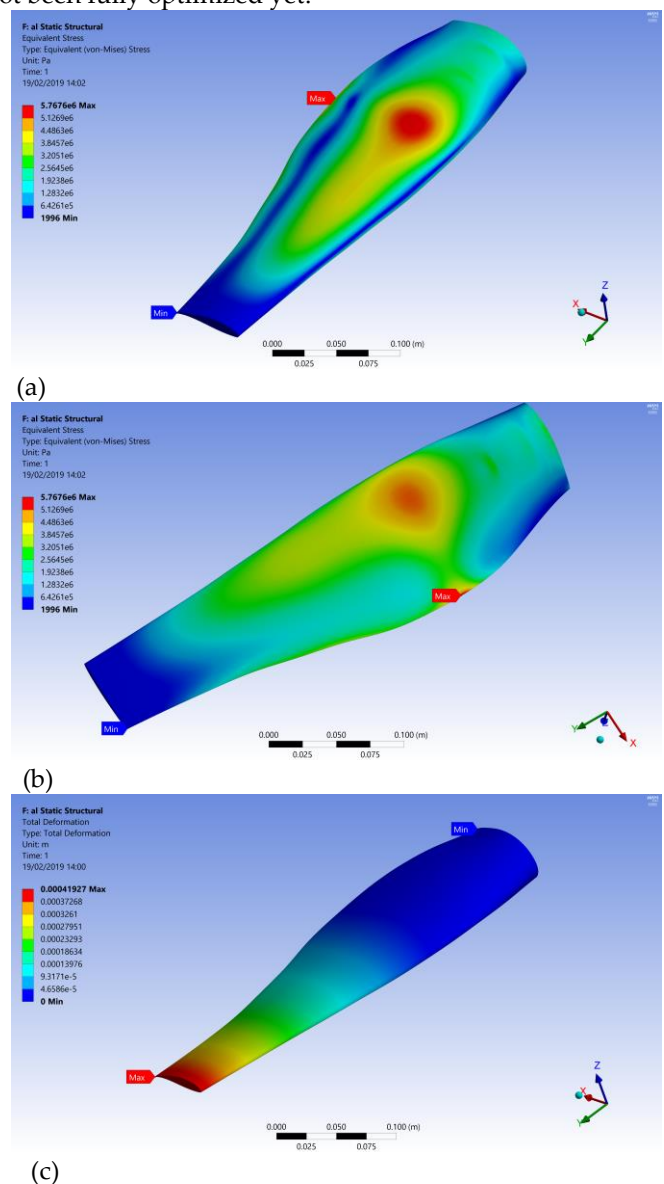 not been fully optimized yet.
F: al Static Structural
Equivalent Stress
Type: Equivalent (von-Mises) Stress
Unit: Pa
Time: 1
19/02/2019 14:02
5.7676e6 Max
5.1269e6
4.4863e6
3.8457e6
3.2051e6
2.5645e6
1.9238e6
1.2832e6
6.4261e5
1996 Min
Max
Min
Z
X
Y
0.000 0.050 0.100 (m)
0.025 0.075
(a)
F: al Static Structural
Equivalent Stress
Type: Equivalent (von-Mises) Stress
Unit: Pa
Time: 1
19/02/2019 14:02
5.7676e6 Max
5.1269e6
4.4863e6
3.8457e6
3.2051e6
2.5645e6
1.9238e6
1.2832e6
6.4261e5
1996 Min
Max
Min
Y
Z
X
0.000 0.050 0.100 (m)
0.025 0.075
(b)
F: al Static Structural
Total Deformation
Type: Total Deformation
Unit: m
Time: 1
19/02/2019 14:00
0.00041927 Max
0.00037268
0.0003261
0.00027951
0.00023293
0.00018634
0.00013976
9.3171e-5
4.6586e-5
0 Min
Min
Max
Z
X
Y
0.000 0.050 0.100 (m)
0.025 0.075
(c)